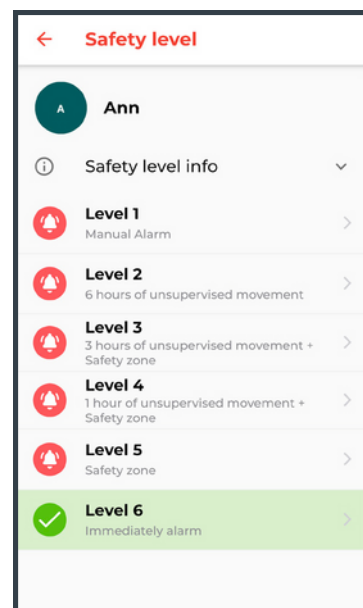 Safety level
A
Ann
Safety level info
Level 1
Manual Alarm
Level 2
6 hours of unsupervised movement
Level 3
3 hours of unsupervised movement +
Safety zone
Level 4
1 hour of unsupervised movement +
Safety zone
Level 5
Safety zone
Level 6
Immediately alarm